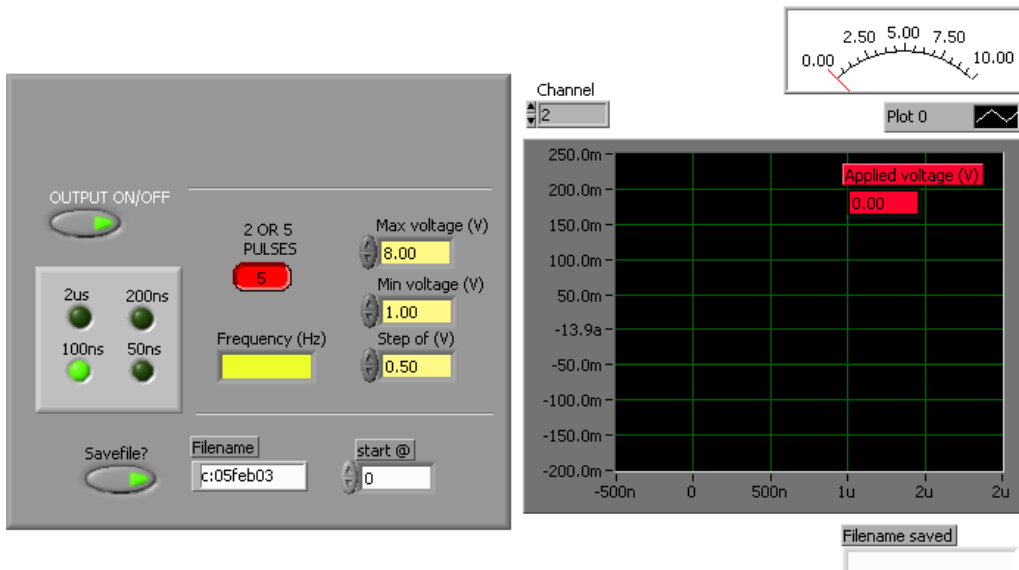 OUTPUT ON/OFF
2us 200ns
100ns 50ns
2 OR 5
PULSES
5
Frequency (Hz)
Max voltage (V)
8.00
Min voltage (V)
1.00
Step of (V)
0.50
Savefile?
Filename
c:05feb03
start @
0
0.00 2.50 5.00 7.50 10.00
Channel
2
Plot 0
Applied voltage (V)
0.00
250.0m
200.0m
150.0m
100.0m
50.0m
-13.9a
-50.0m
-100.0m
-150.0m
-200.0m
-500n 0 500n 1u 2u 2u
Filename saved